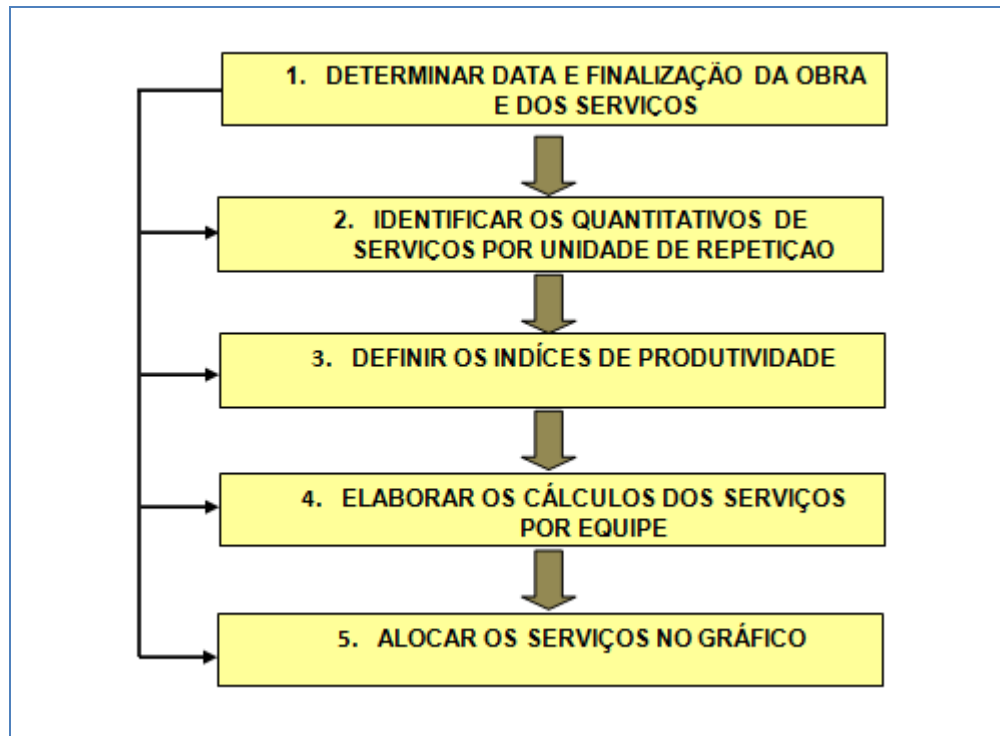 1. DETERMINAR DATA E FINALIZAÇÃO DA OBRA
E DOS SERVIÇOS
2. IDENTIFICAR OS QUANTITATIVOS DE
SERVIÇOS POR UNIDADE DE REPETIÇAO
3. DEFINIR OS INDÍCES DE PRODUTIVIDADE
4. ELABORAR OS CÁLCULOS DOS SERVIÇOS
POR EQUIPE
5. ALOCAR OS SERVIÇOS NO GRÁFICO